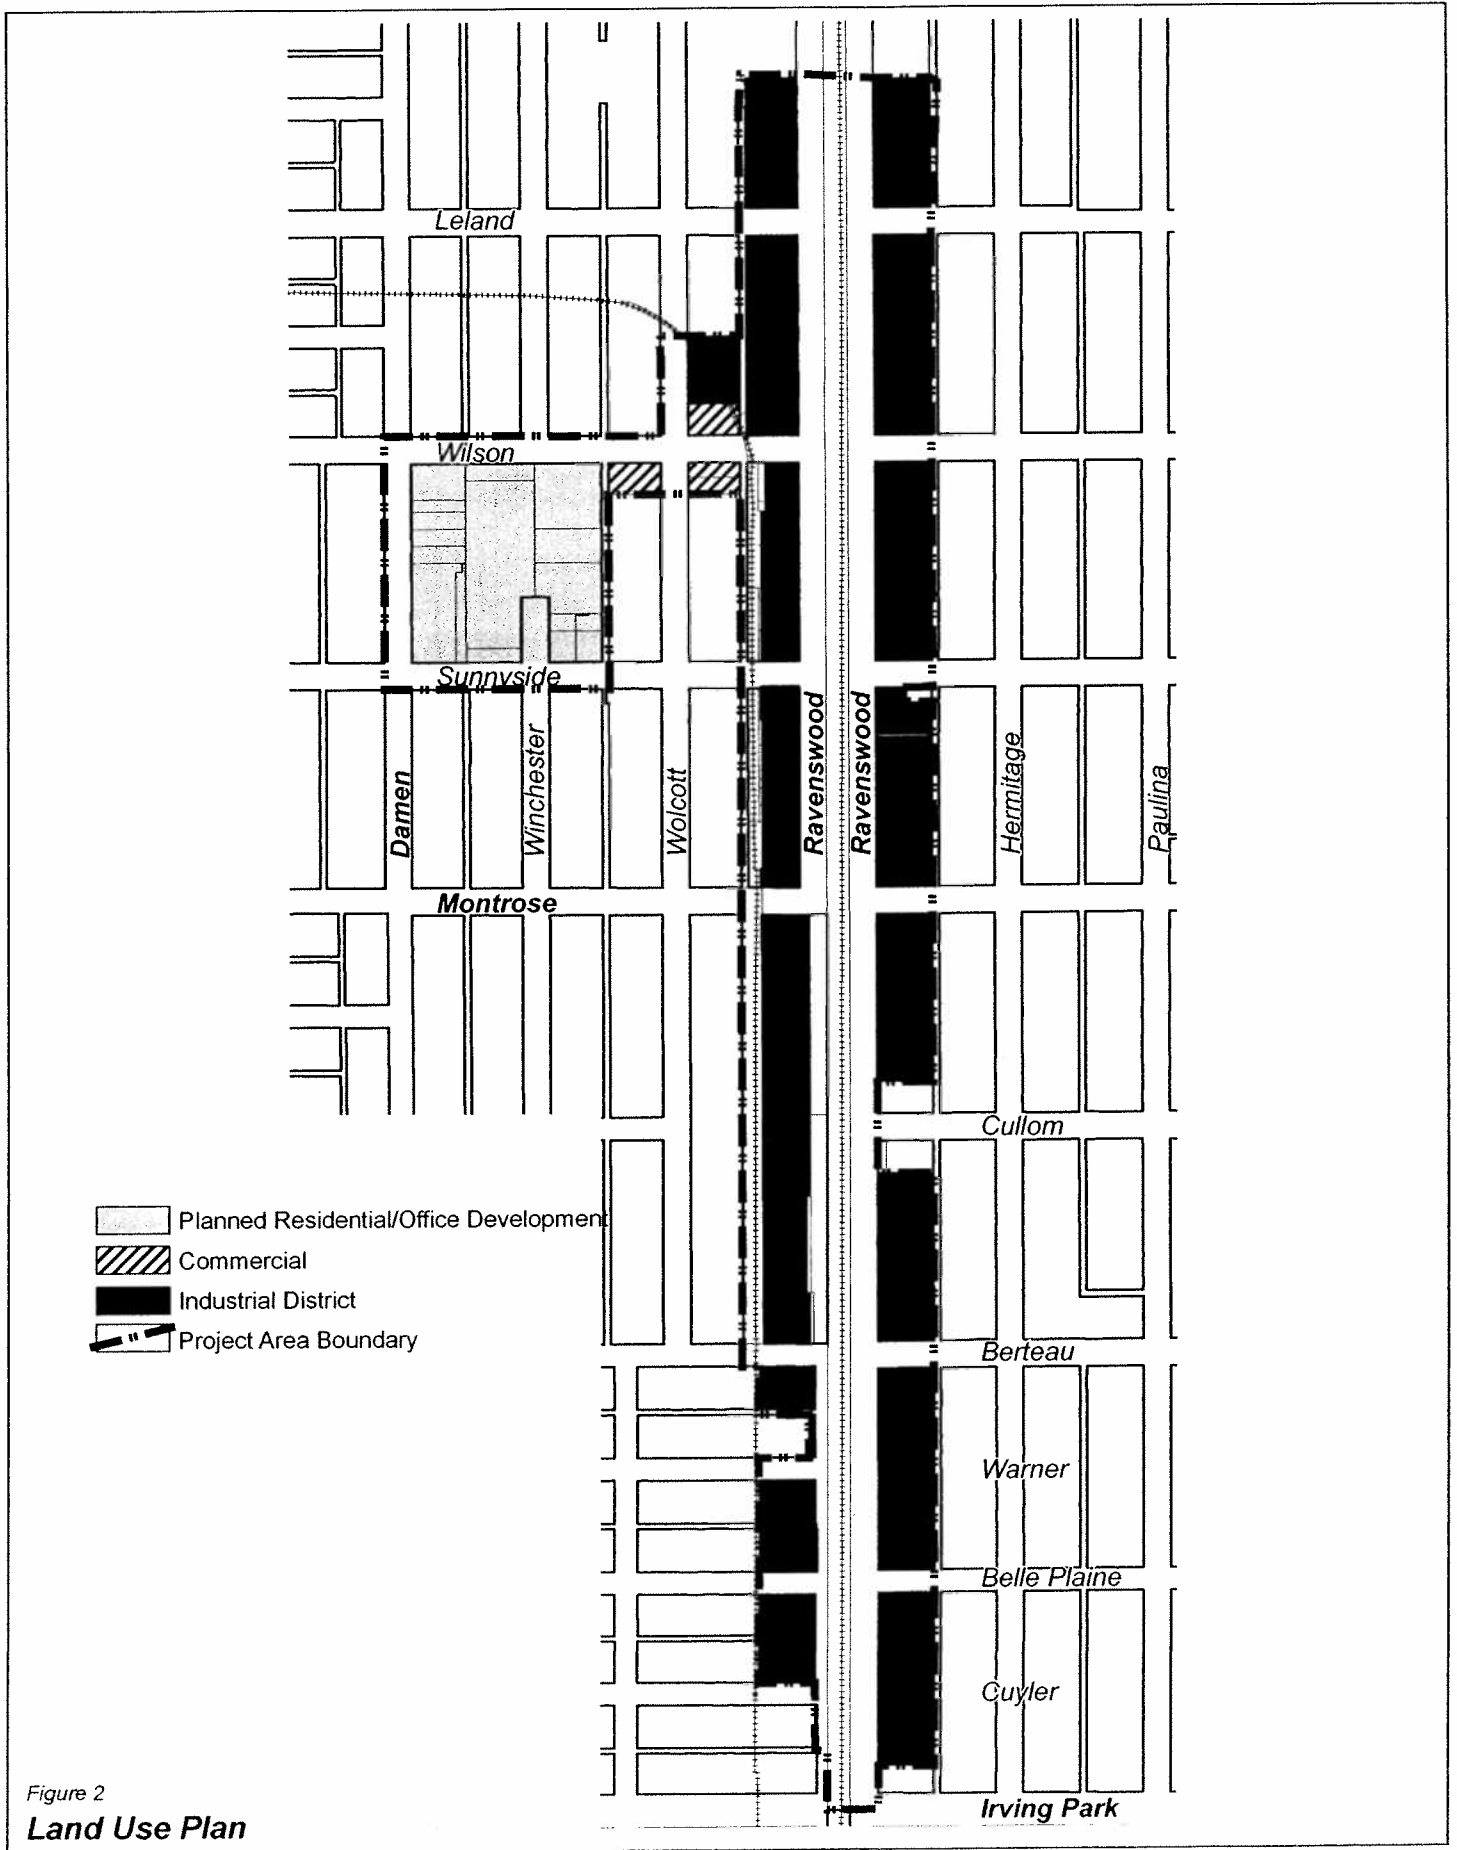 Leland
Wilson
Sunnyside
Damen
Winchester
Wolcott
Ravenswood
Ravenswood
Hermitage
Paulina
Montrose
Cullom
Planned Residential/Office Development
Commercial
Industrial District
Project Area Boundary
Berteau
Warner
Belle Plaine
Cuyler
Irving Park
Figure 2
Land Use Plan